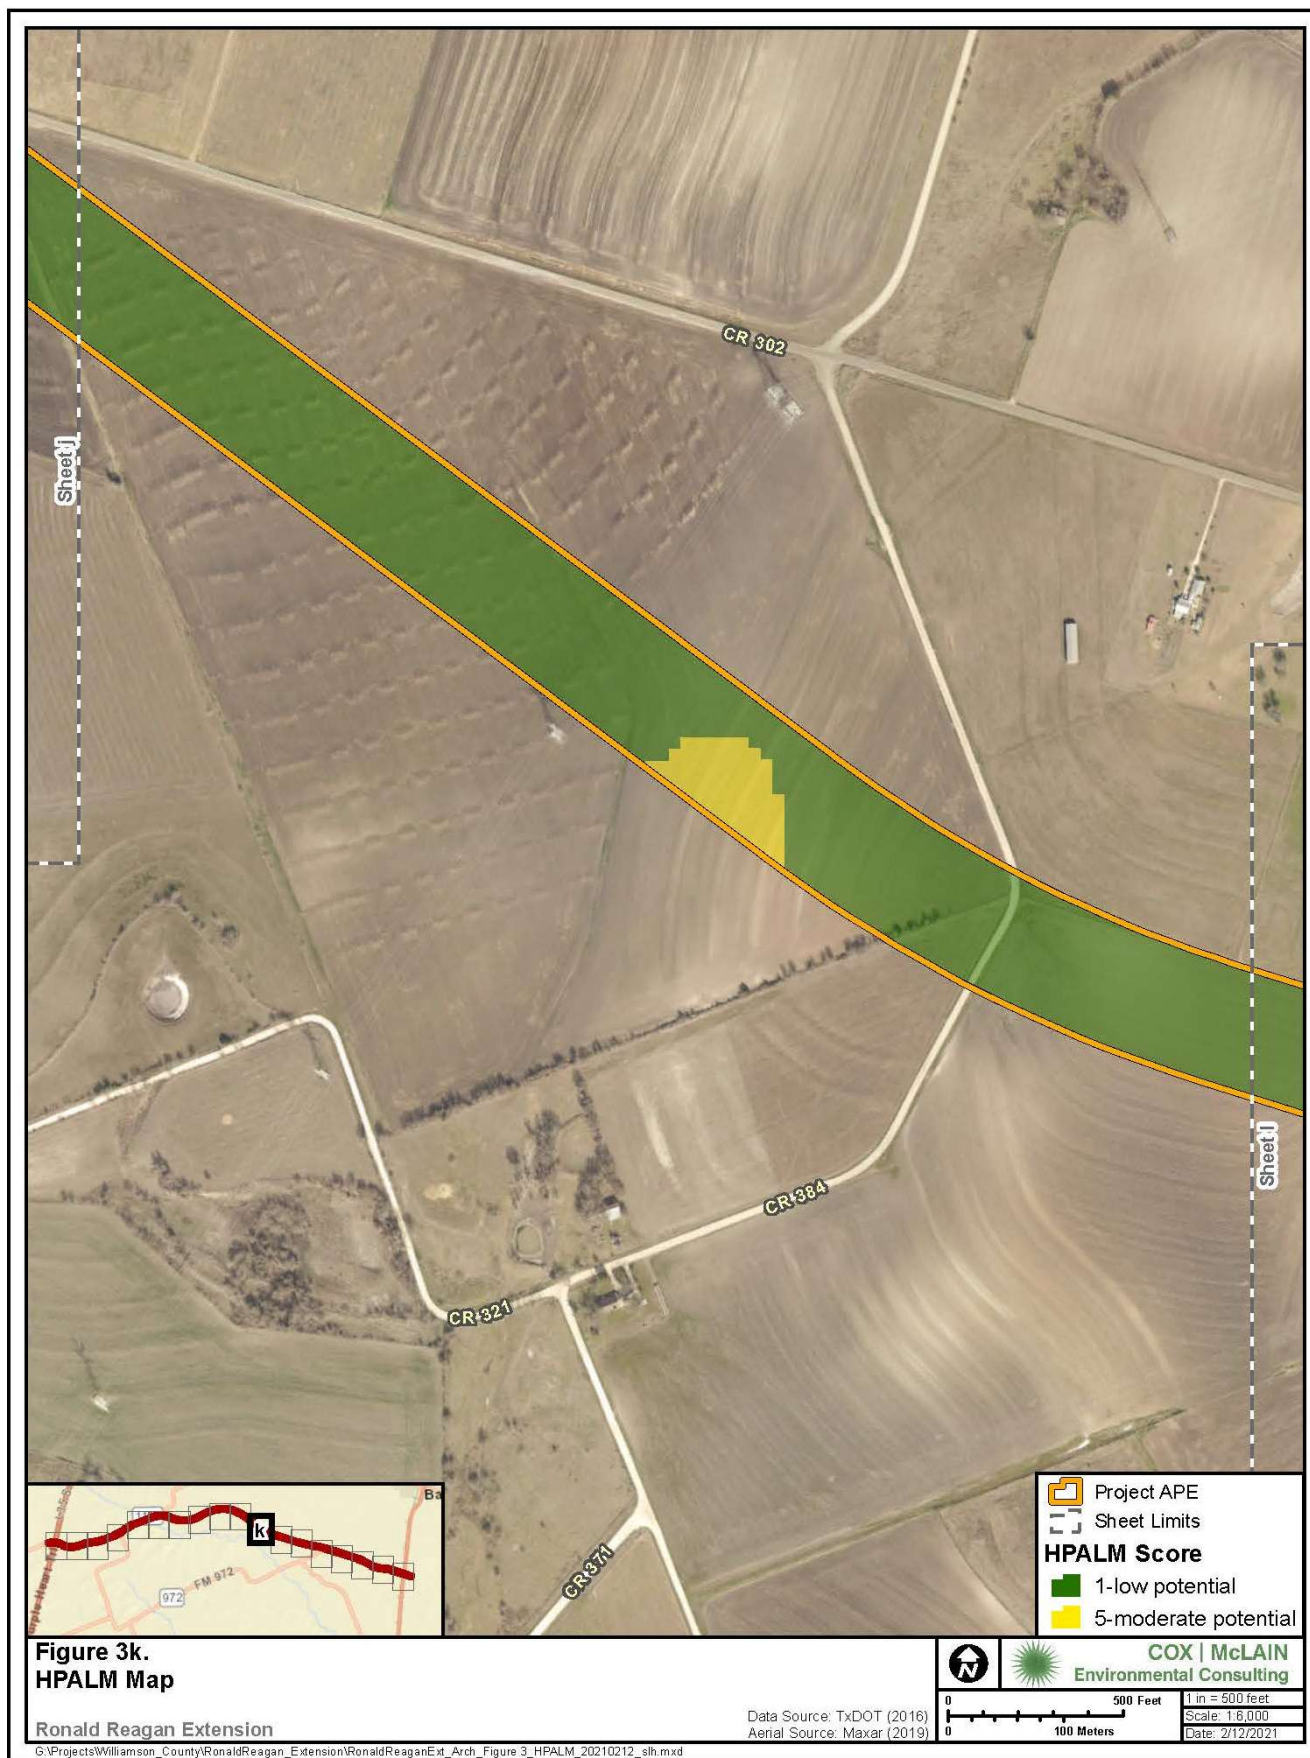 CR 302
Sheet j
Sheet l
CR 384
CR 321
CR 371
Ba
k
FM 972
972
Project APE
Sheet Limits
HPALM Score
1-low potential
5-moderate potential
Figure 3k.
HPALM Map
Ronald Reagan Extension
Data Source: TxDOT (2016)
Aerial Source: Maxar (2019)
N
COX | McLAIN
Environmental Consulting
0 500 Feet
0 100 Meters
1 in = 500 feet
Scale: 1:6,000
Date: 2/12/2021
G:\Projects\Williamson_County\RonaldReagan_Extension\RonaldReaganExt_Arch_Figure 3_HPALM_20210212_slh.mxd